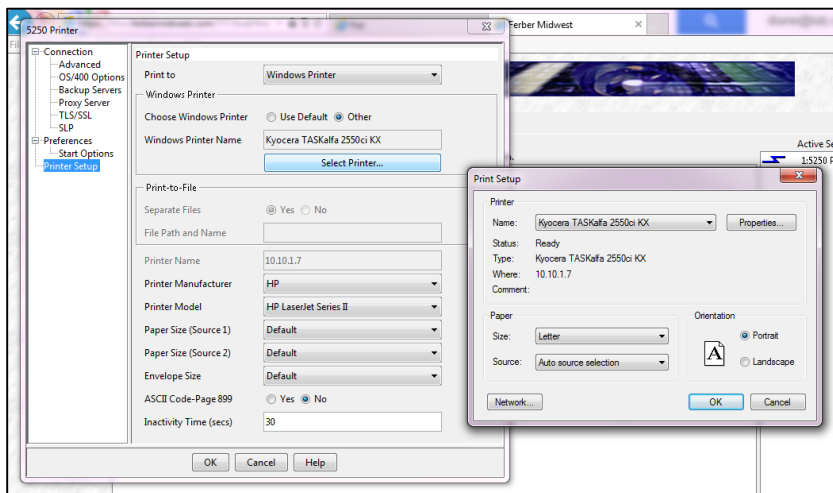 5250 Printer
Ferber Midwest
Connection
Advanced
OS/400 Options
Backup Servers
Proxy Server
TLS/SSL
SLP
Preferences
Start Options
Printer Setup
Printer Setup
Print to Windows Printer
Windows Printer
Choose Windows Printer Use Default Other
Windows Printer Name Kyocera TASKalfa 2550ci KX
Select Printer...
Print-to-File
Separate Files Yes No
File Path and Name
Printer Name 10.10.1.7
Printer Manufacturer HP
Printer Model HP LaserJet Series II
Paper Size (Source 1) Default
Paper Size (Source 2) Default
Envelope Size Default
ASCII Code-Page 899 Yes No
Inactivity Time (secs) 30
OK Cancel Help
Active Se
1:5250 P
Print Setup
Printer
Name: Kyocera TASKalfa 2550ci KX Properties...
Status: Ready
Type: Kyocera TASKalfa 2550ci KX
Where: 10.10.1.7
Comment:
Paper
Size: Letter
Source: Auto source selection
Orientation
A
Portrait
Landscape
Network... OK Cancel